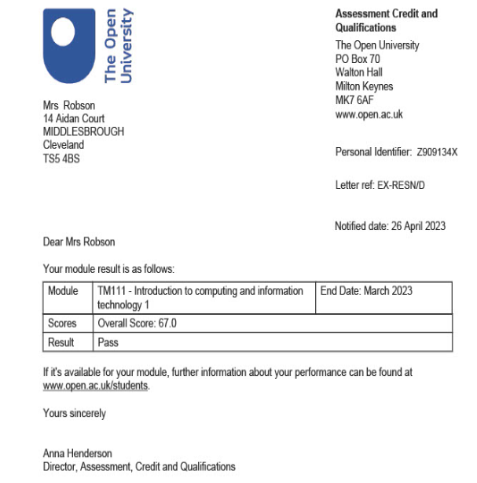 The Open
University
Assessment Credit and
Qualifications
The Open University
PO Box 70
Walton Hall
Milton Keynes
MK7 6AF
www.open.ac.uk
Mrs Robson
14 Aidan Court
MIDDLESBROUGH
Cleveland
TS5 4BS
Personal Identifier: Z909134X
Letter ref: EX-RESN/D
Notified date: 26 April 2023
Dear Mrs Robson
Your module result is as follows:
Module TM111 - Introduction to computing and information End Date: March 2023
technology 1
Scores Overall Score: 67.0
Result Pass
If it's available for your module, further information about your performance can be found at
www.open.ac.uk/students.
Yours sincerely
Anna Henderson
Director, Assessment, Credit and Qualifications